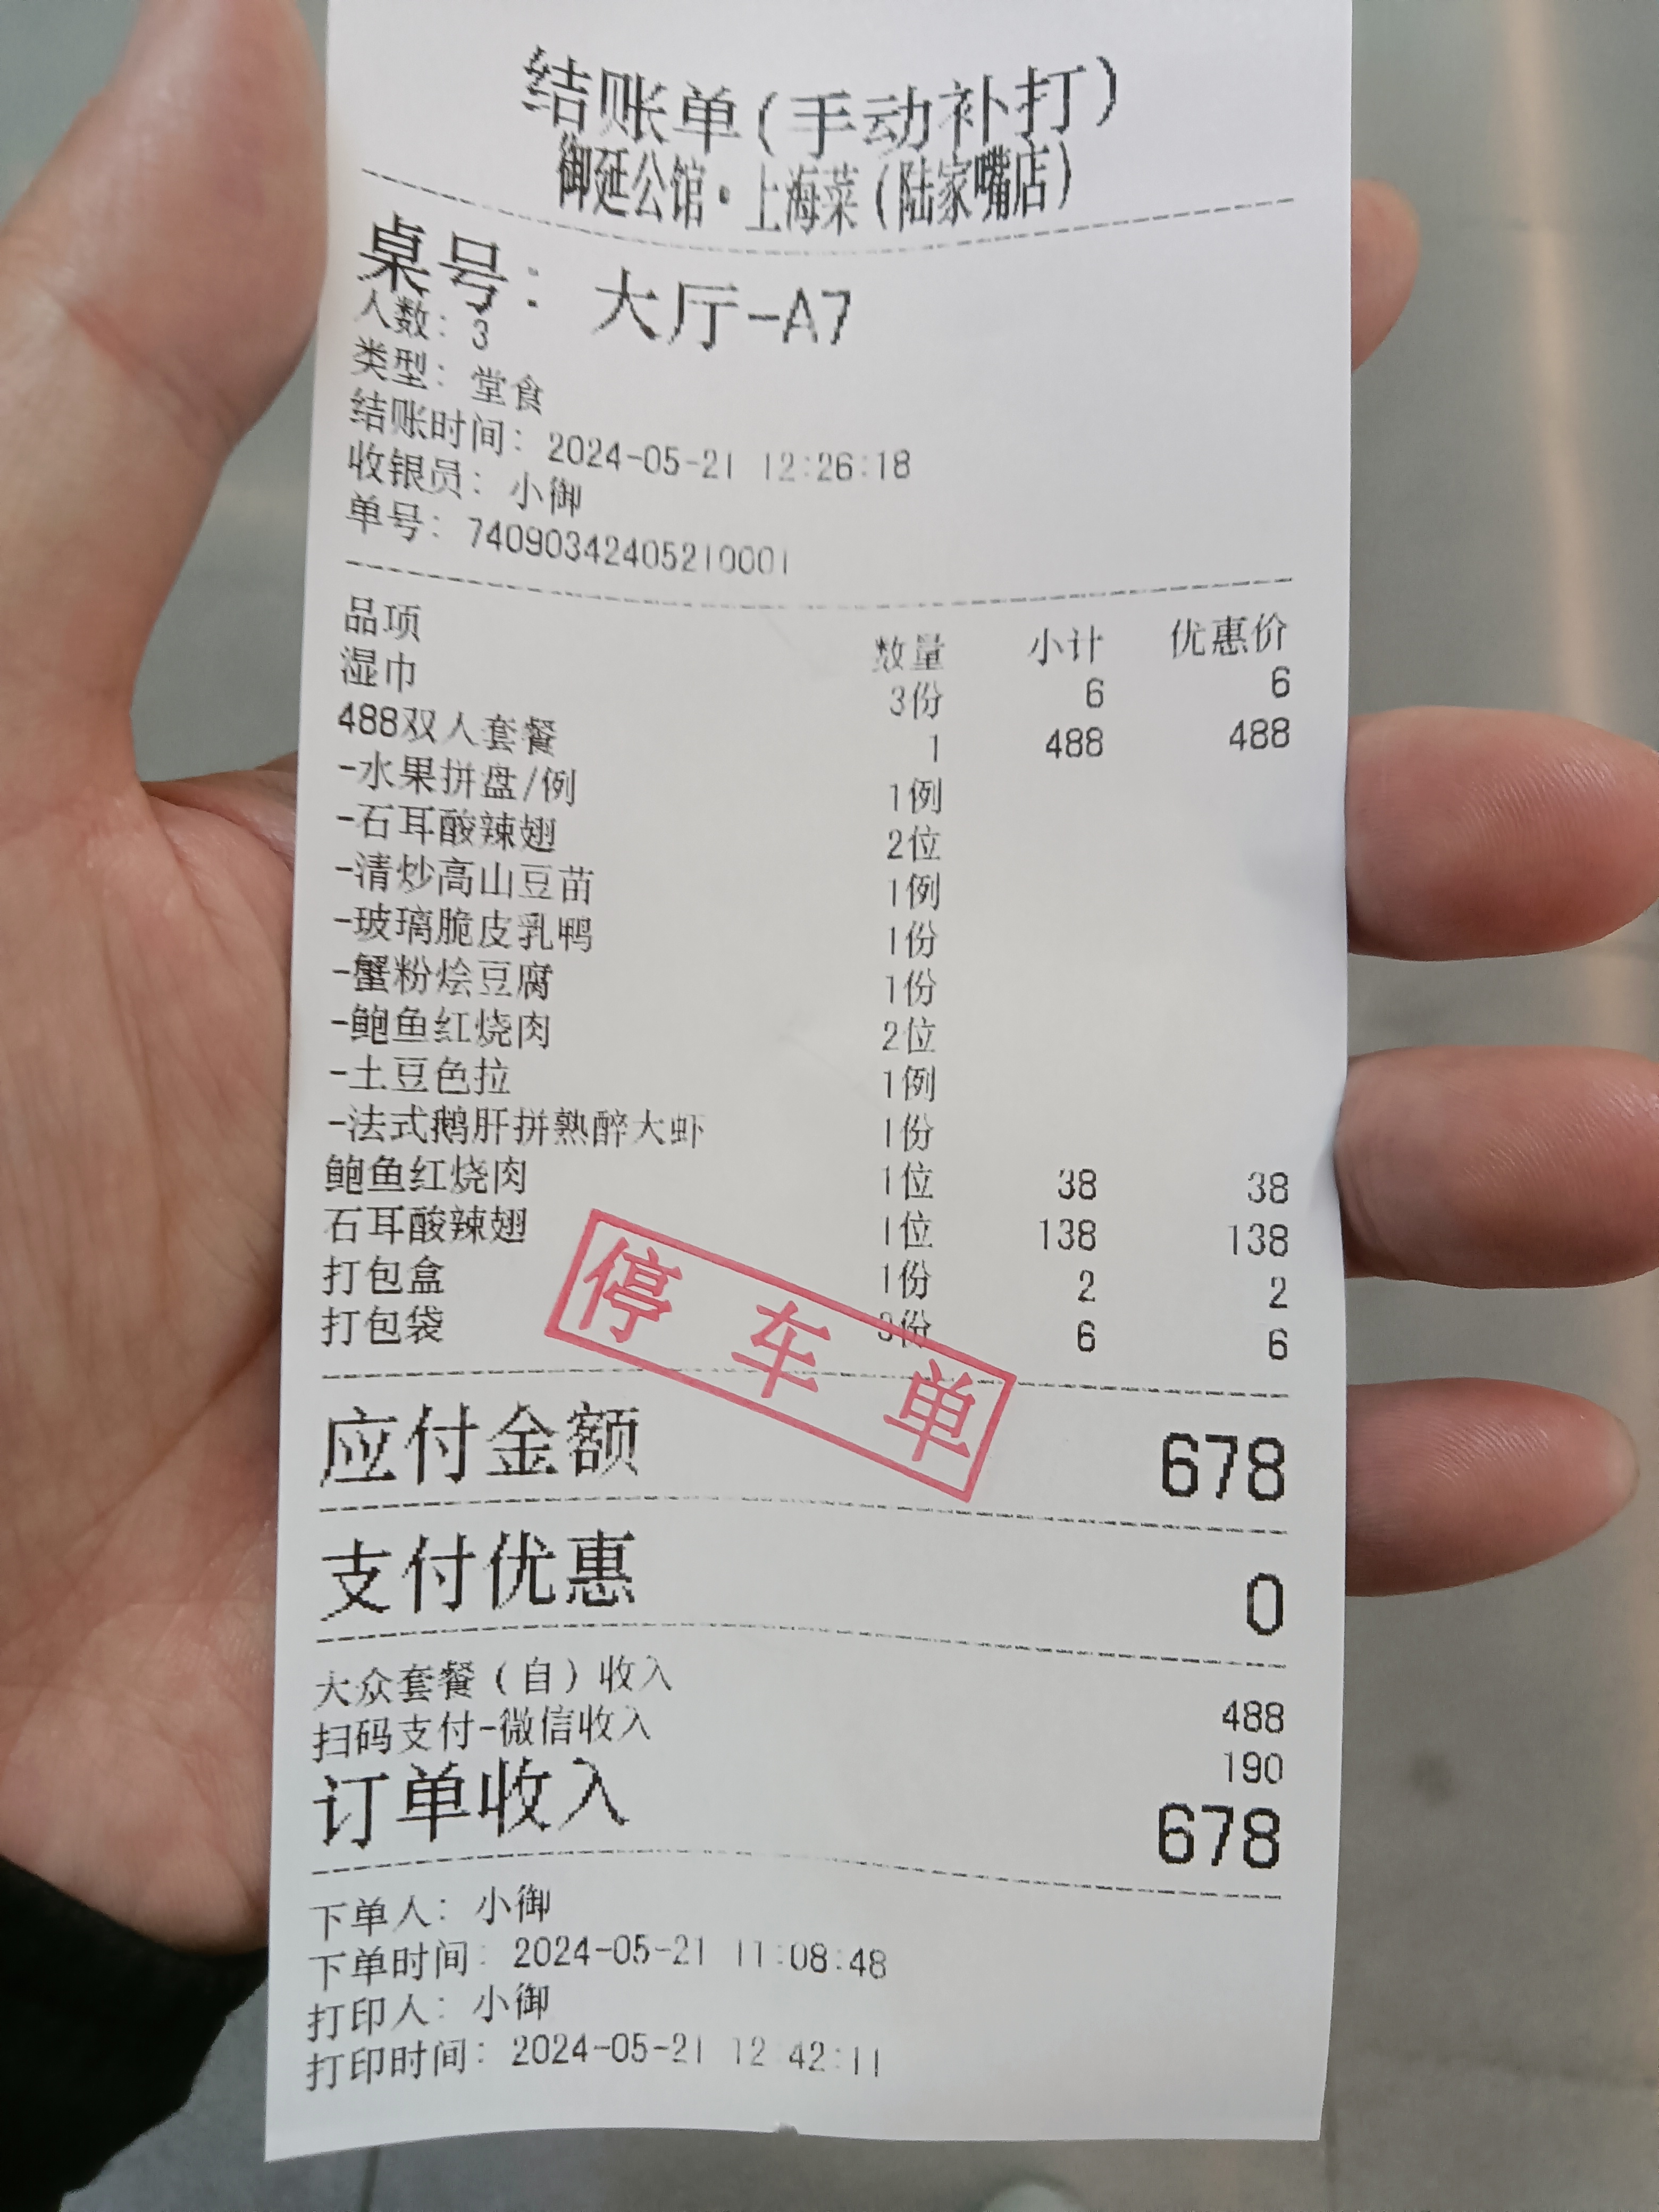 结账单(手动补打)
御延公馆·上海菜(陆家嘴店)
桌号: 大厅-A7
人数: 3
类型: 堂食
结账时间: 2024-05-21 12:26:18
收银员: 小御
单号: 74090342405210001
品项 数量 小计 优惠价
湿巾 3份 6 6
488双人套餐 1 488 488
-水果拼盘/例 1例
-石耳酸辣翅 2位
-清炒高山豆苗 1例
-玻璃脆皮乳鸭 1份
-蟹粉烩豆腐 1份
-鲍鱼红烧肉 2位
-土豆色拉 1例
-法式鹅肝拼熟醉大虾 1份
鲍鱼红烧肉 1位 38 38
石耳酸辣翅 1位 138 138
打包盒 1份 2 2
打包袋 3份 6 6
停车单
应付金额 678
支付优惠 0
大众套餐(自)收入 488
扫码支付-微信收入 190
订单收入 678
下单人: 小御
下单时间: 2024-05-21 11:08:48
打印人: 小御
打印时间: 2024-05-21 12:42:11